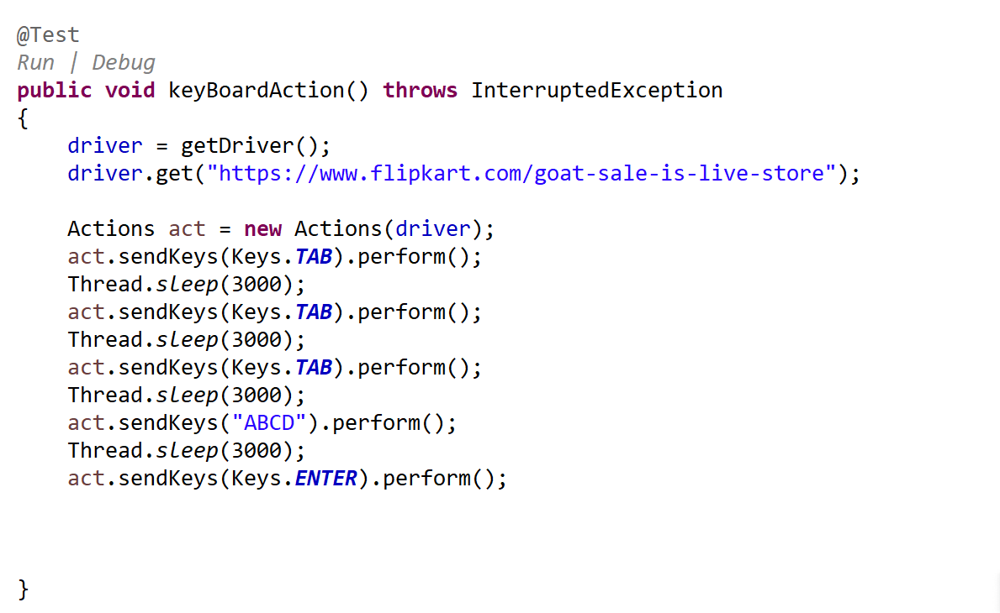 @Test
Run | Debug
public void keyBoardAction() throws InterruptedException
{
driver = getDriver();
driver.get("https://www.flipkart.com/goat-sale-is-live-store");
Actions act = new Actions(driver);
act.sendKeys(Keys.TAB).perform();
Thread.sleep(3000);
act.sendKeys(Keys.TAB).perform();
Thread.sleep(3000);
act.sendKeys(Keys.TAB).perform();
Thread.sleep(3000);
act.sendKeys("ABCD").perform();
Thread.sleep(3000);
act.sendKeys(Keys.ENTER).perform();
}